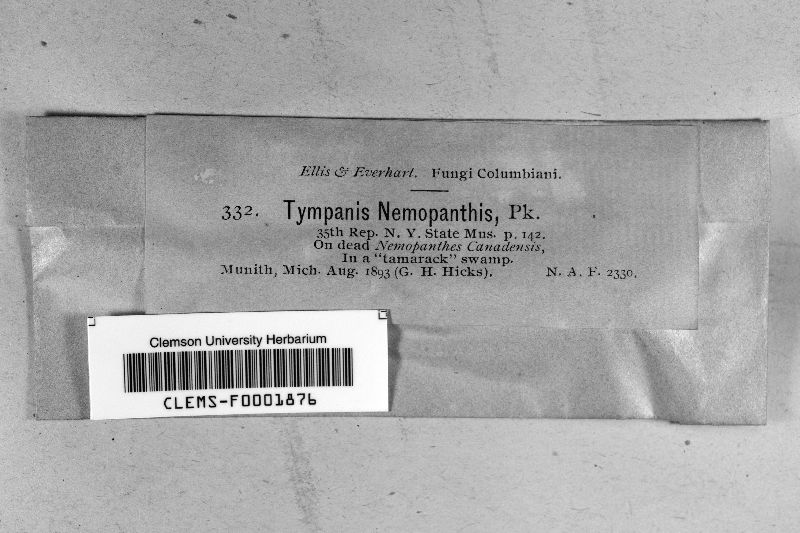 Ellis & Everhart. Fungi Columbiani.
332. Tympanis Nemopanthis, Pk.
35th Rep. N. Y. State Mus. p. 142.
On dead Nemopanthes Canadensis,
In a "tamarack" swamp.
Munith, Mich. Aug. 1893 (G. H. Hicks). N. A. F. 2330.
Clemson University Herbarium
CLEMS-F0001876